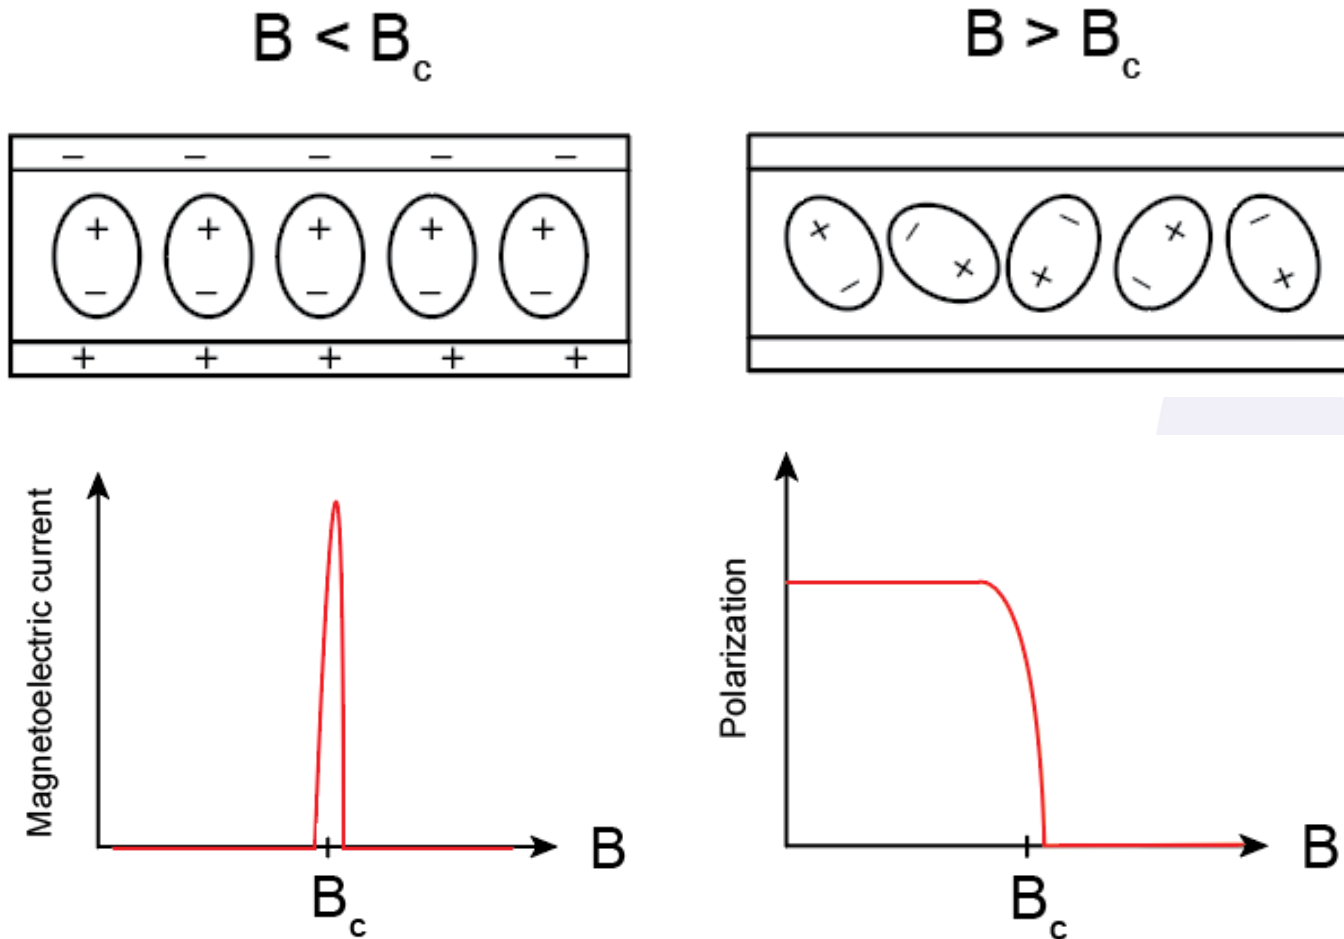 B < Bc
B > Bc
− − − − −
+ + + + +
− − − − −
+ + + + +
+ − − + −
− + + − +
Magnetoelectric current
B
Bc
Polarization
B
Bc